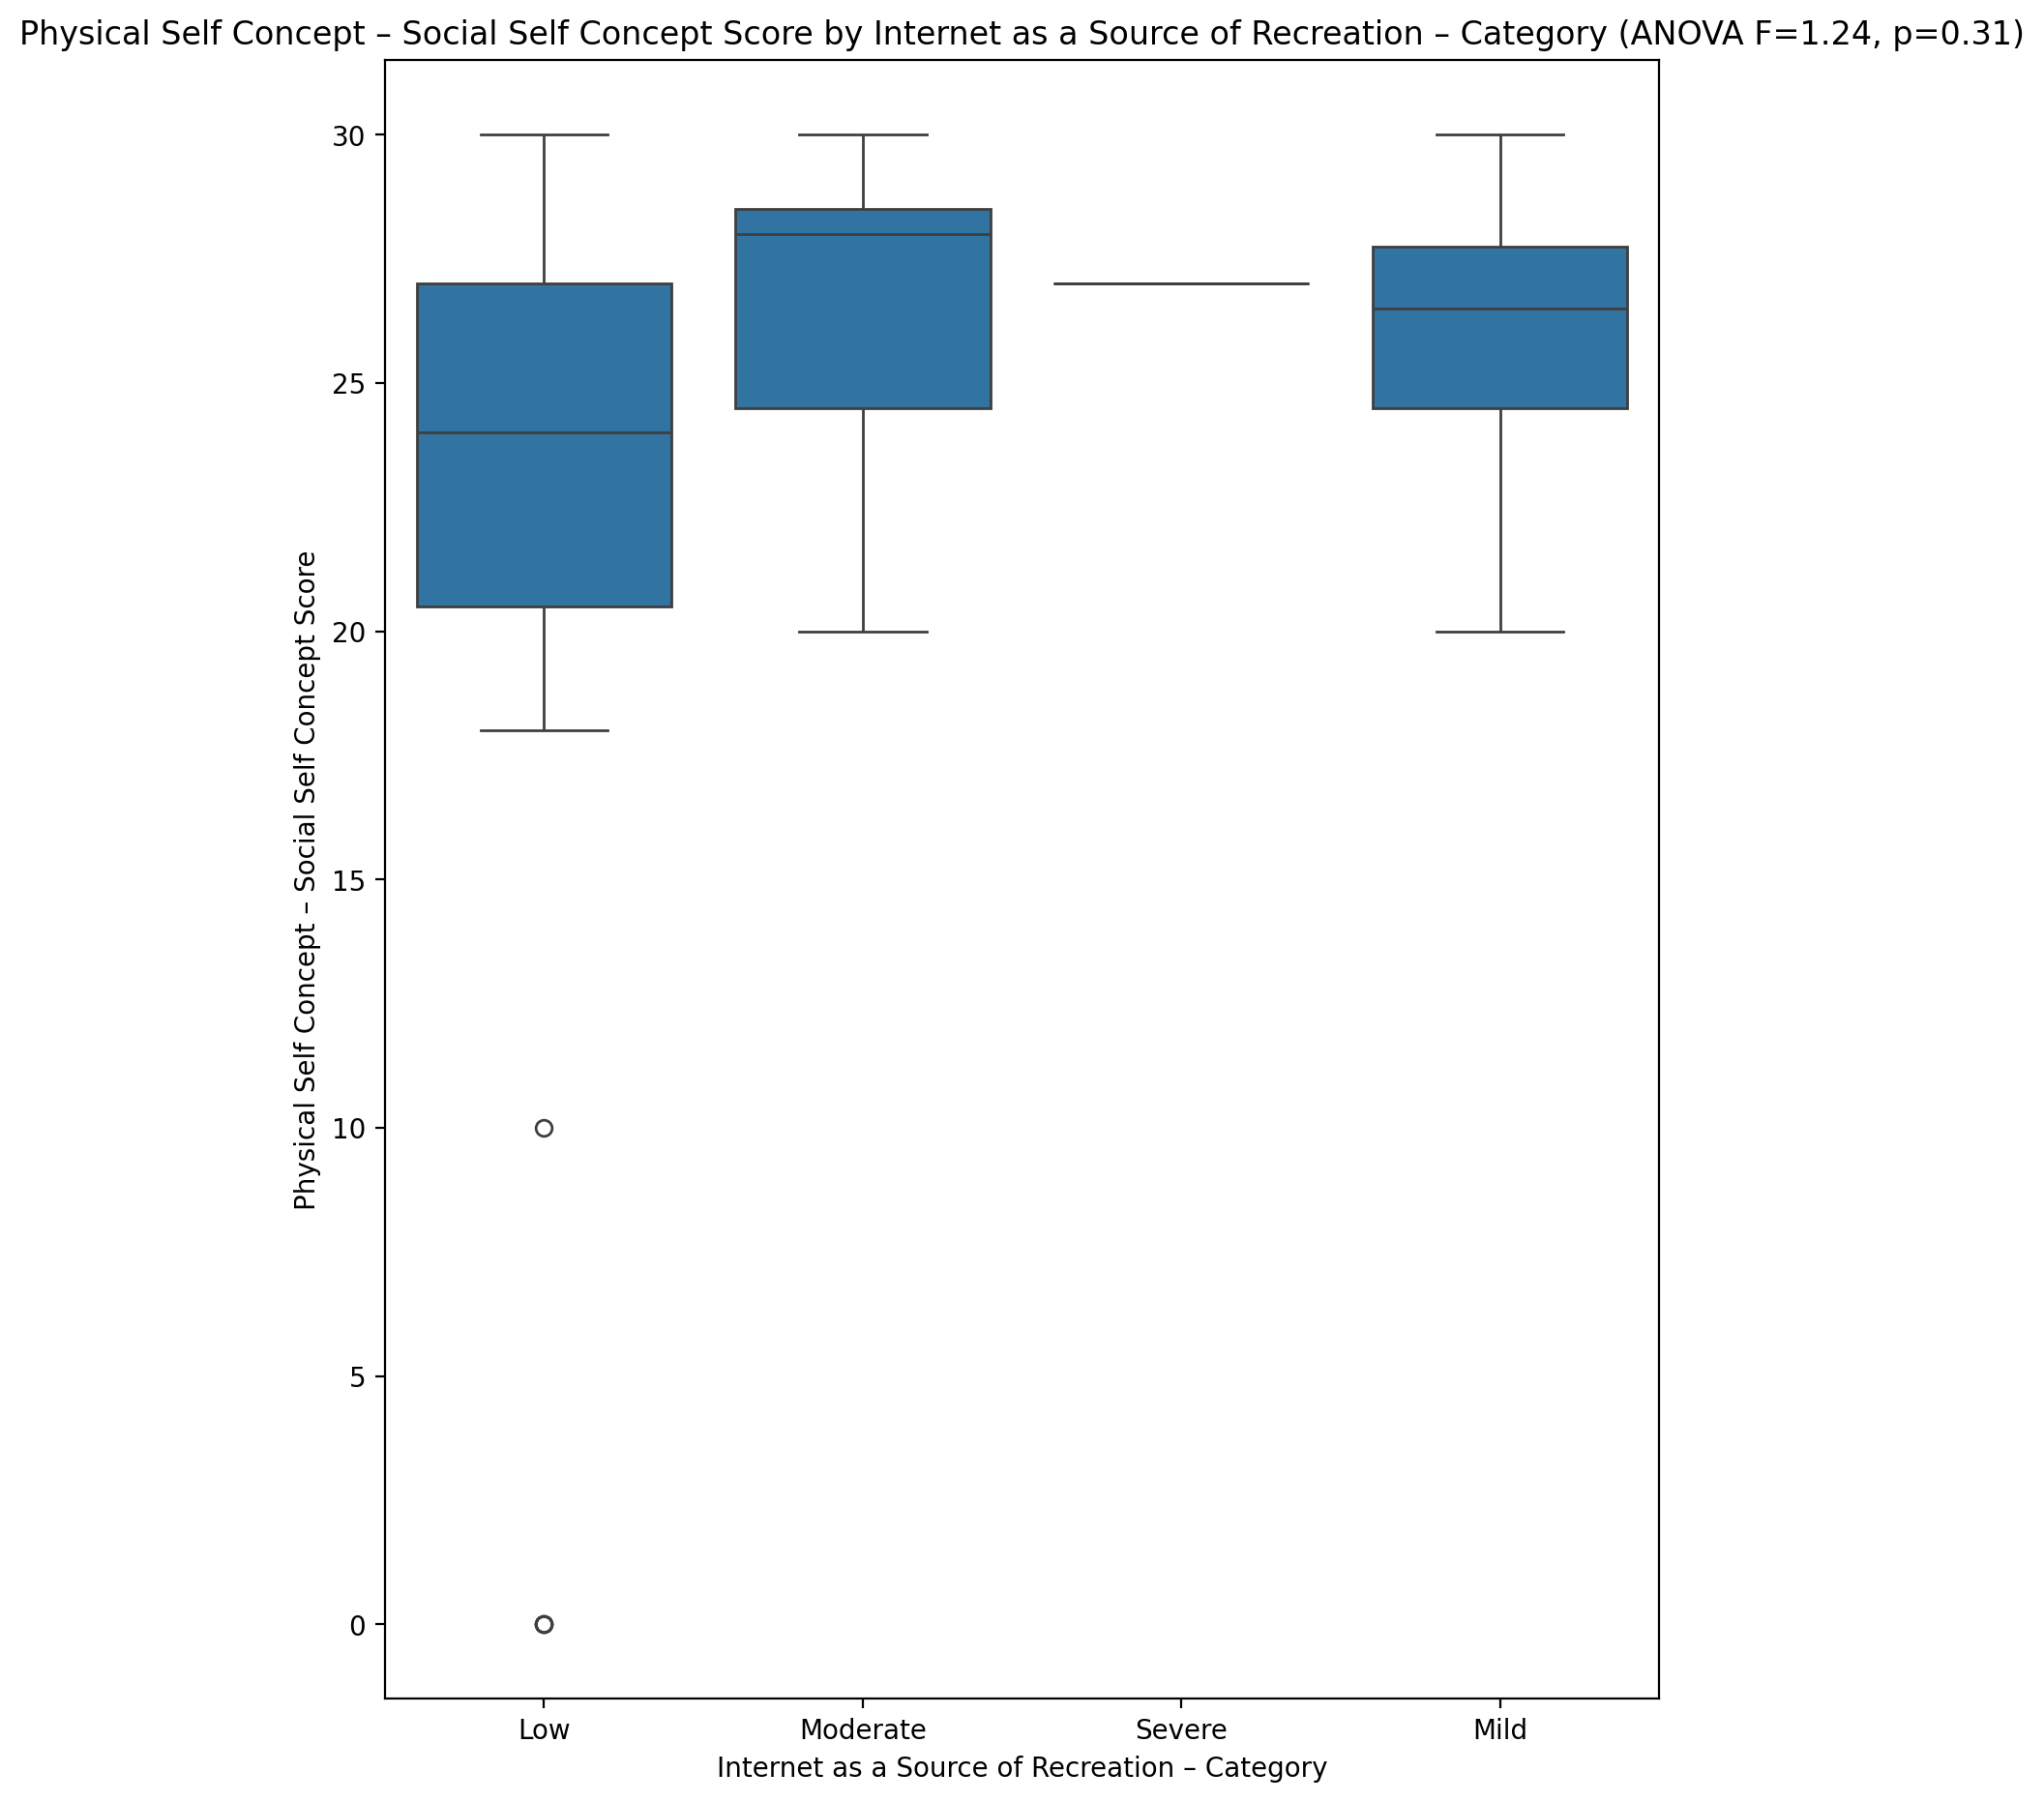 Physical Self Concept – Social Self Concept Score by Internet as a Source of Recreation – Category (ANOVA F=1.24, p=0.31)
Physical Self Concept – Social Self Concept Score
30
25
20
15
10
5
0
Low Moderate Severe Mild
Internet as a Source of Recreation – Category